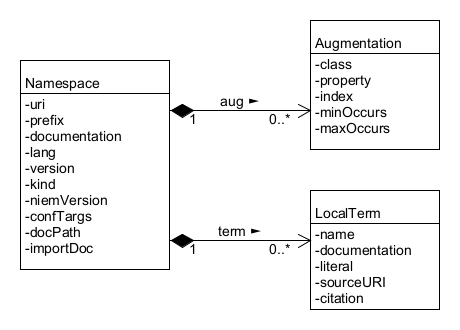 Namespace
-uri
-prefix
-documentation
-lang
-version
-kind
-niemVersion
-confTargs
-docPath
-importDoc
aug ►
1 0..*
Augmentation
-class
-property
-index
-minOccurs
-maxOccurs
term ►
1 0..*
LocalTerm
-name
-documentation
-literal
-sourceURI
-citation